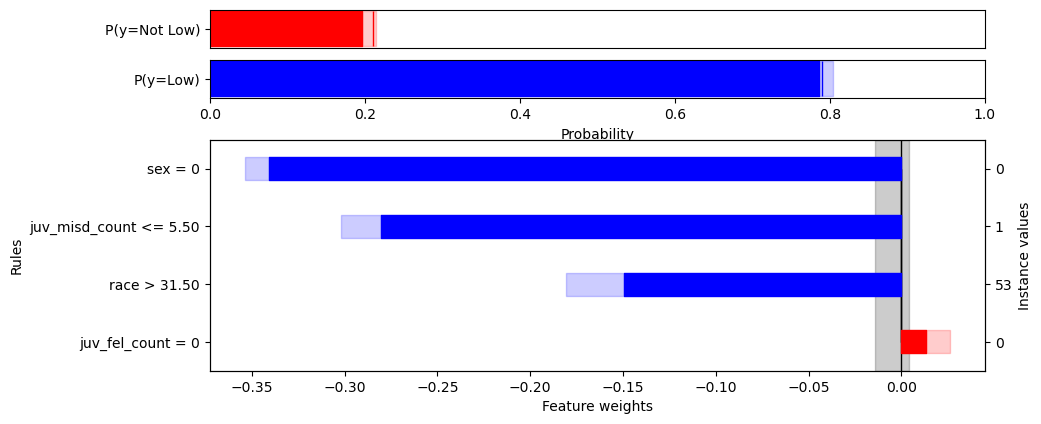 P(y=Not Low)
P(y=Low)
0.0 0.2 0.4 0.6 0.8 1.0
Probability
sex = 0 0
juv_misd_count <= 5.50 1
race > 31.50 53
juv_fel_count = 0 0
Rules
Instance values
−0.35 −0.30 −0.25 −0.20 −0.15 −0.10 −0.05 0.00
Feature weights